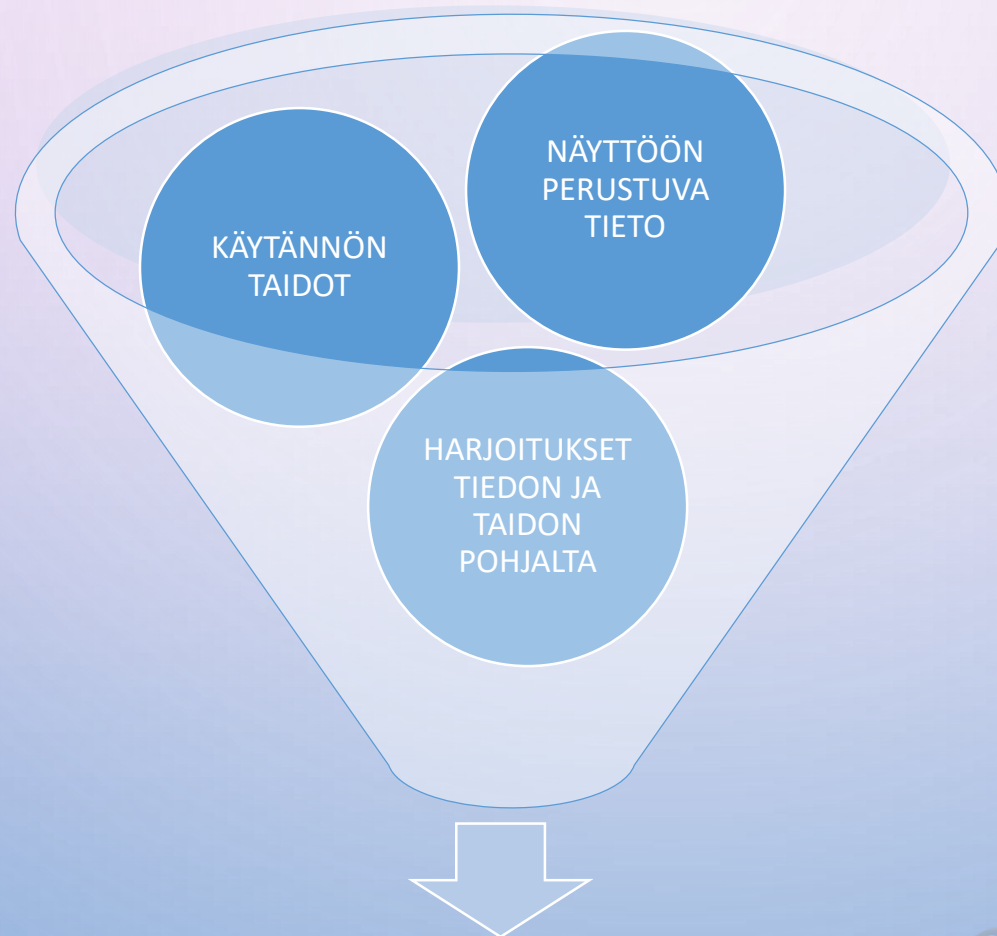 KÄYTÄNNÖN
TAIDOT
NÄYTTÖÖN
PERUSTUVA
TIETO
HARJOITUKSET
TIEDON JA
TAIDON
POHJALTA